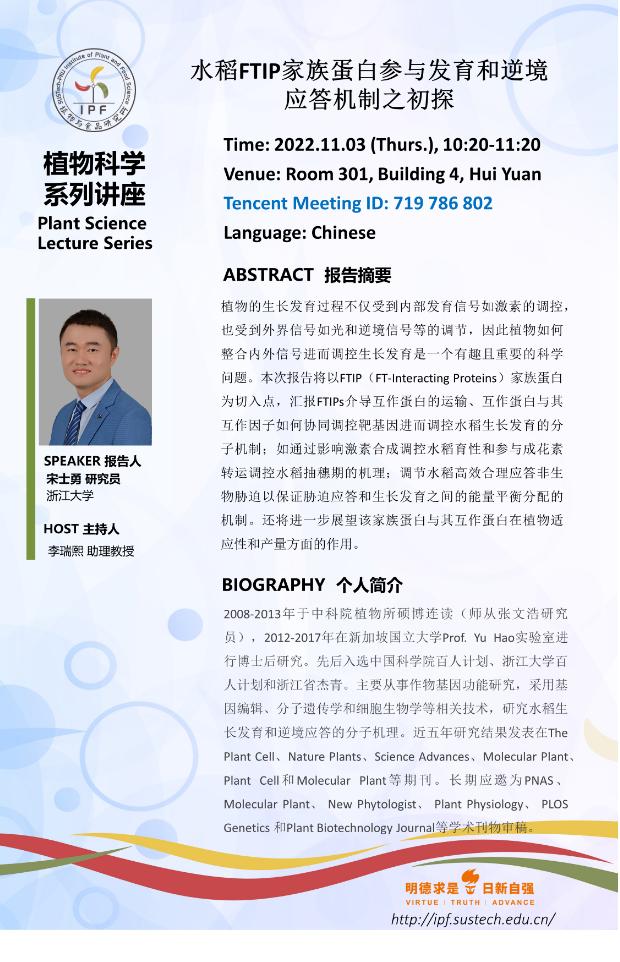 SUSTech-PKU Institute of Plant and Food Science
IPF
植物与食品研究所
水稻FTIP家族蛋白参与发育和逆境
应答机制之初探
植物科学
系列讲座
Plant Science
Lecture Series
Time: 2022.11.03 (Thurs.), 10:20-11:20
Venue: Room 301, Building 4, Hui Yuan
Tencent Meeting ID: 719 786 802
Language: Chinese
ABSTRACT 报告摘要
植物的生长发育过程不仅受到内部发育信号如激素的调控，
也受到外界信号如光和逆境信号等的调节，因此植物如何
整合内外信号进而调控生长发育是一个有趣且重要的科学
问题。本次报告将以FTIP（FT-Interacting Proteins）家族蛋白
为切入点，汇报FTIPs介导互作蛋白的运输、互作蛋白与其
互作因子如何协同调控靶基因进而调控水稻生长发育的分
子机制；如通过影响激素合成调控水稻育性和参与成花素
转运调控水稻抽穗期的机理；调节水稻高效合理应答非生
物胁迫以保证胁迫应答和生长发育之间的能量平衡分配的
机制。还将进一步展望该家族蛋白与其互作蛋白在植物适
应性和产量方面的作用。
SPEAKER 报告人
宋士勇 研究员
浙江大学
HOST 主持人
李瑞熙 助理教授
BIOGRAPHY 个人简介
2008-2013年于中科院植物所硕博连读（师从张文浩研究
员），2012-2017年在新加坡国立大学Prof. Yu Hao实验室进
行博士后研究。先后入选中国科学院百人计划、浙江大学百
人计划和浙江省杰青。主要从事作物基因功能研究，采用基
因编辑、分子遗传学和细胞生物学等相关技术，研究水稻生
长发育和逆境应答的分子机理。近五年研究结果发表在The
Plant Cell、Nature Plants、Science Advances、Molecular Plant、
Plant Cell和Molecular Plant等期刊。长期应邀为PNAS、
Molecular Plant、 New Phytologist、 Plant Physiology、 PLOS
Genetics 和Plant Biotechnology Journal等学术刊物审稿。
明德求是 日新自强
VIRTUE | TRUTH | ADVANCE
http://ipf.sustech.edu.cn/